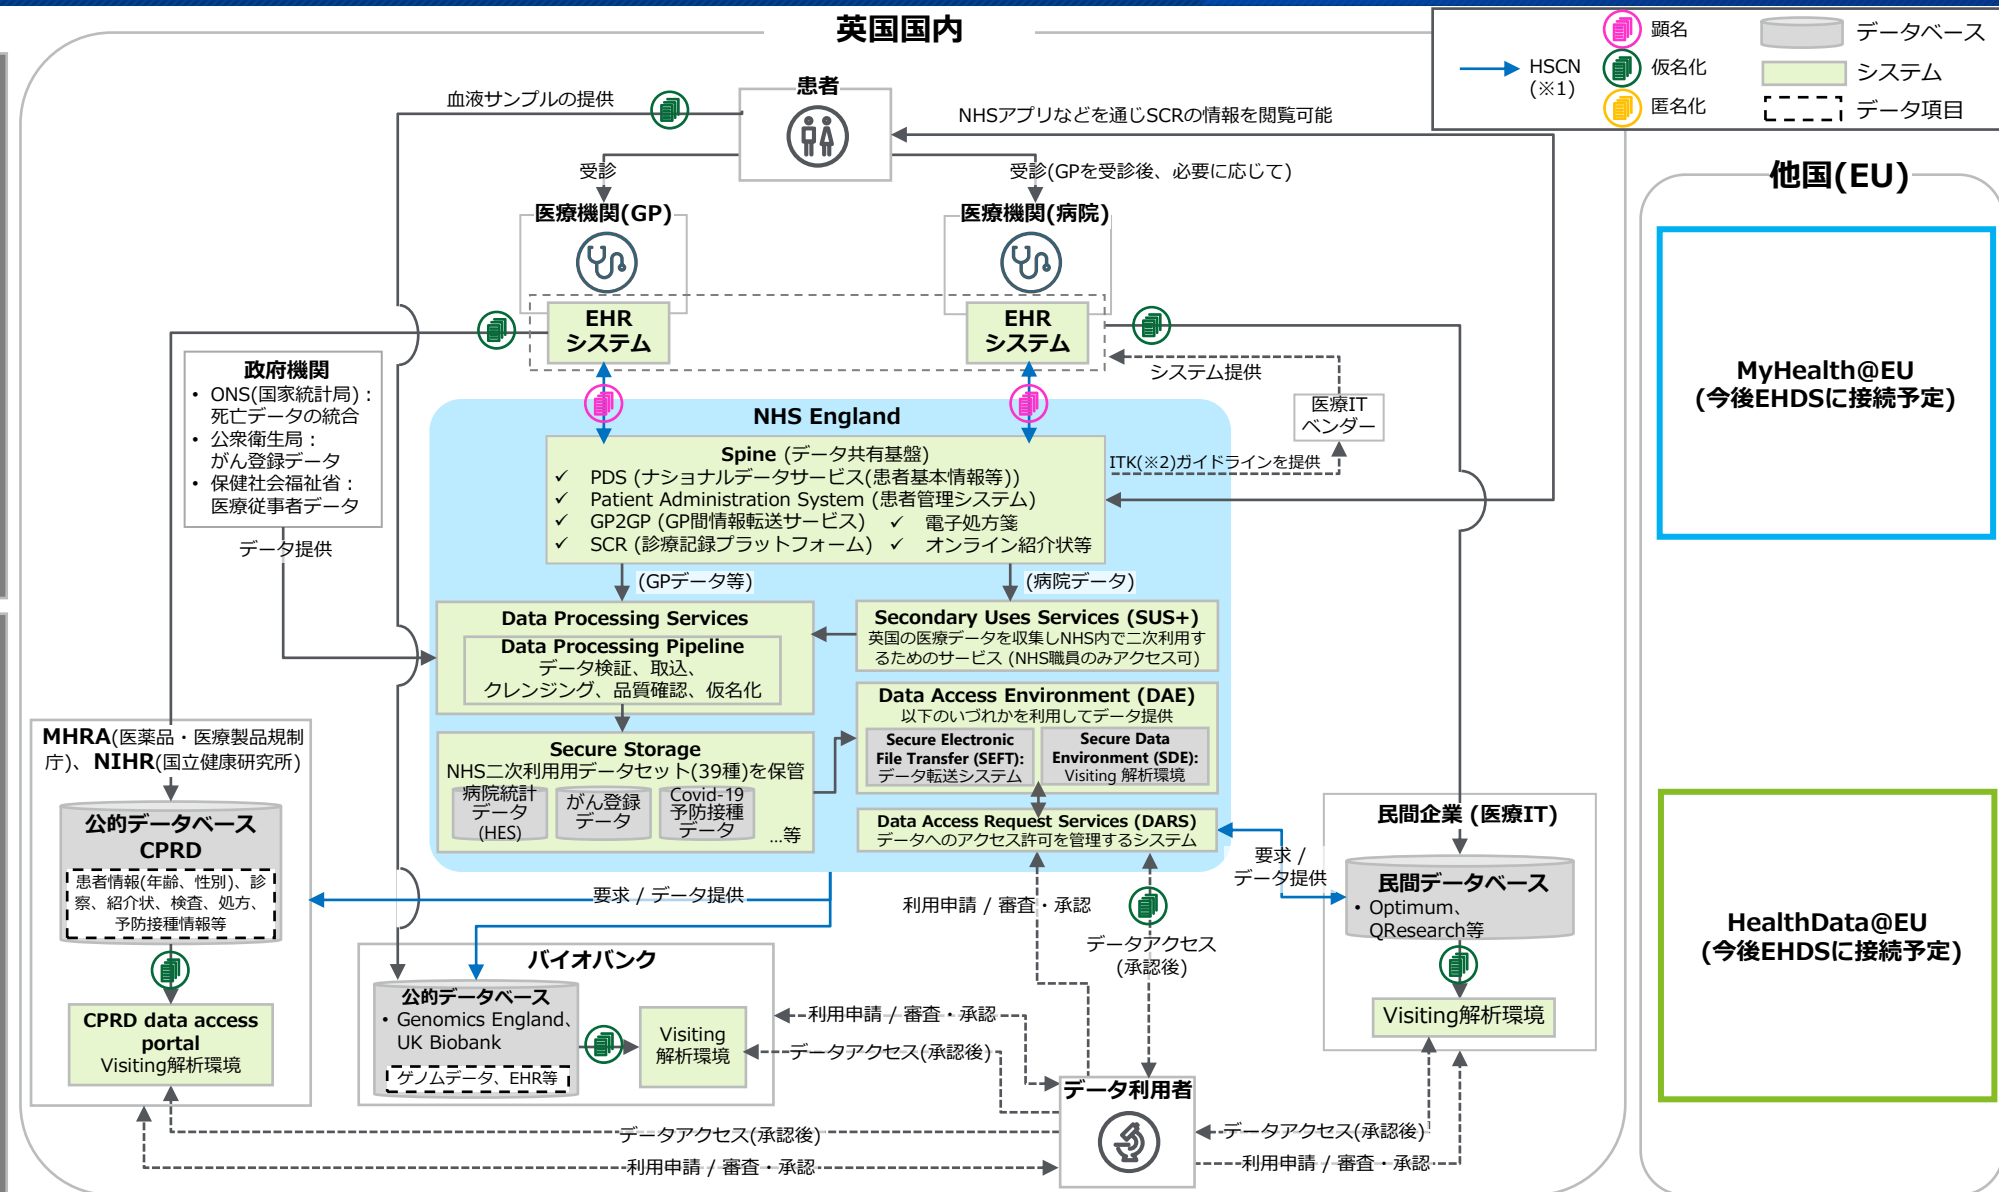 英国国内
HSCN
(※1)
顕名
仮名化
匿名化
データベース
システム
データ項目
患者
血液サンプルの提供
NHSアプリなどを通じSCRの情報を閲覧可能
受診
受診(GPを受診後、必要に応じて)
医療機関(GP)
医療機関(病院)
EHR
システム
EHR
システム
システム提供
医療IT
ベンダー
ITK(※2)ガイドラインを提供
政府機関
• ONS(国家統計局)：
死亡データの統合
• 公衆衛生局：
がん登録データ
• 保健社会福祉省：
医療従事者データ
データ提供
NHS England
Spine (データ共有基盤)
✓ PDS (ナショナルデータサービス(患者基本情報等))
✓ Patient Administration System (患者管理システム)
✓ GP2GP (GP間情報転送サービス) ✓ 電子処方箋
✓ SCR (診療記録プラットフォーム) ✓ オンライン紹介状等
(GPデータ等)
(病院データ)
Data Processing Services
Data Processing Pipeline
データ検証、取込、
クレンジング、品質確認、仮名化
Secondary Uses Services (SUS+)
英国の医療データを収集しNHS内で二次利用す
るためのサービス (NHS職員のみアクセス可)
Data Access Environment (DAE)
以下のいづれかを利用してデータ提供
Secure Electronic
File Transfer (SEFT):
データ転送システム
Secure Data
Environment (SDE):
Visiting 解析環境
Secure Storage
NHS二次利用用データセット(39種)を保管
病院統計
データ
(HES)
がん登録
データ
Covid-19
予防接種
データ
...等
Data Access Request Services (DARS)
データへのアクセス許可を管理するシステム
MHRA(医薬品・医療製品規制
庁)、NIHR(国立健康研究所)
公的データベース
CPRD
患者情報(年齢、性別)、診
察、紹介状、検査、処方、
予防接種情報等
CPRD data access
portal
Visiting解析環境
要求 / データ提供
バイオバンク
公的データベース
• Genomics England、
UK Biobank
ゲノムデータ、EHR等
Visiting
解析環境
利用申請 / 審査・承認
データアクセス
(承認後)
要求 /
データ提供
民間企業 (医療IT)
民間データベース
• Optimum、
QResearch等
Visiting解析環境
利用申請 / 審査・承認
データアクセス(承認後)
データ利用者
データアクセス(承認後)
利用申請 / 審査・承認
データアクセス(承認後)
利用申請 / 審査・承認
他国(EU)
MyHealth@EU
(今後EHDSに接続予定)
HealthData@EU
(今後EHDSに接続予定)